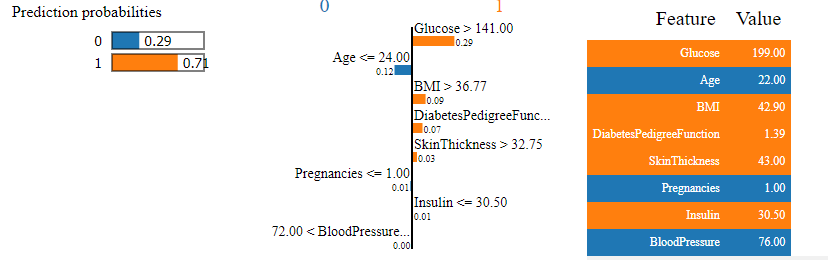 Prediction probabilities
0 0.29
1 0.71
0 1
Glucose > 141.00
0.29
Age <= 24.00
0.12
BMI > 36.77
0.09
DiabetesPedigreeFunc...
0.07
SkinThickness > 32.75
0.03
Pregnancies <= 1.00
0.01
Insulin <= 30.50
0.01
72.00 < BloodPressure...
0.00
Feature Value
Glucose 199.00
Age 22.00
BMI 42.90
DiabetesPedigreeFunction 1.39
SkinThickness 43.00
Pregnancies 1.00
Insulin 30.50
BloodPressure 76.00